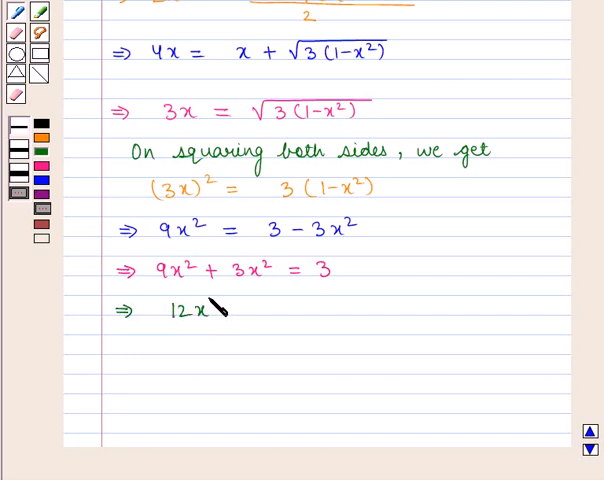 2
⇒ 4x = x + √3(1-x²)
⇒ 3x = √3(1-x²)
On squaring both sides, we get
(3x)² = 3(1-x²)
⇒ 9x² = 3 - 3x²
⇒ 9x² + 3x² = 3
⇒ 12x